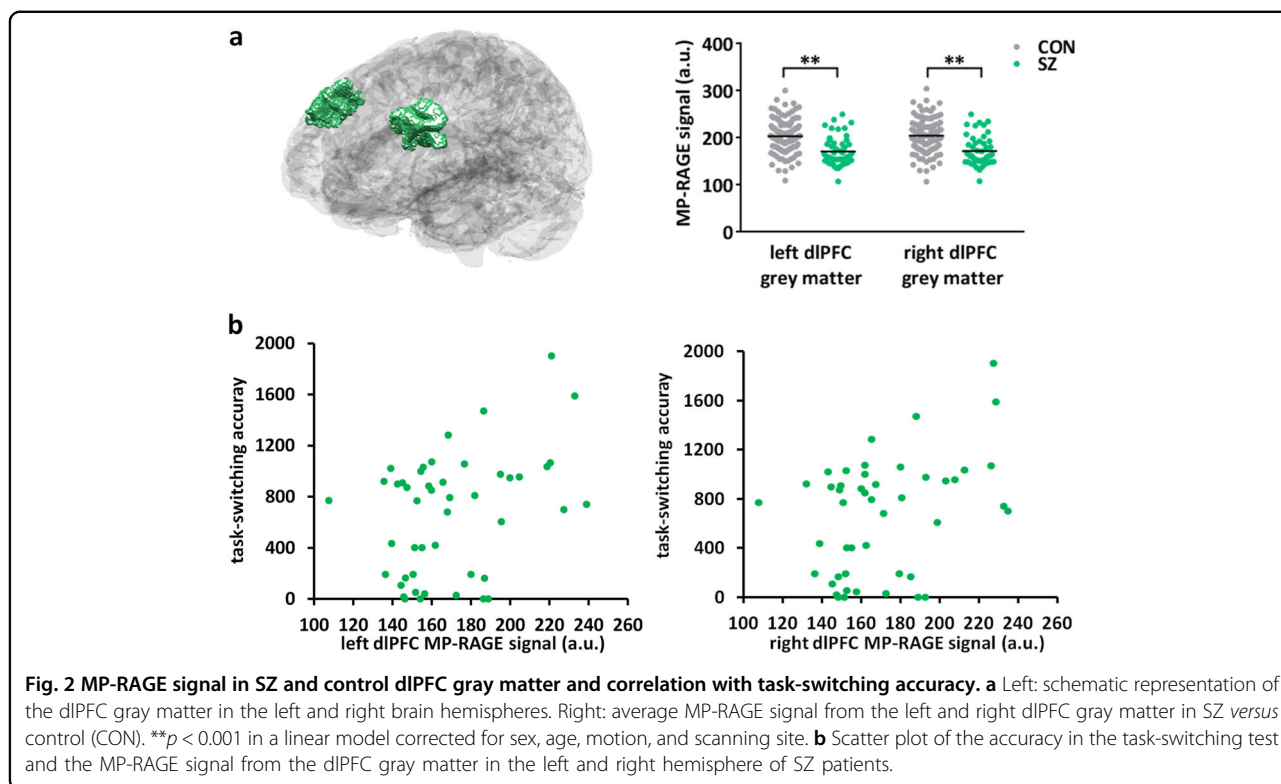 a
400
300
200
100
0
MP-RAGE signal (a.u.)
**
**
CON
SZ
left dlPFC
grey matter
right dlPFC
grey matter
b
2000
1600
1200
800
400
0
task-switching accuray
100 120 140 160 180 200 220 240 260
left dlPFC MP-RAGE signal (a.u.)
2000
1600
1200
800
400
0
task-switching accuray
100 120 140 160 180 200 220 240 260
right dlPFC MP-RAGE signal (a.u.)
Fig. 2 MP-RAGE signal in SZ and control dlPFC gray matter and correlation with task-switching accuracy. a Left: schematic representation of
the dlPFC gray matter in the left and right brain hemispheres. Right: average MP-RAGE signal from the left and right dlPFC gray matter in SZ versus
control (CON). **p < 0.001 in a linear model corrected for sex, age, motion, and scanning site. b Scatter plot of the accuracy in the task-switching test
and the MP-RAGE signal from the dlPFC gray matter in the left and right hemisphere of SZ patients.